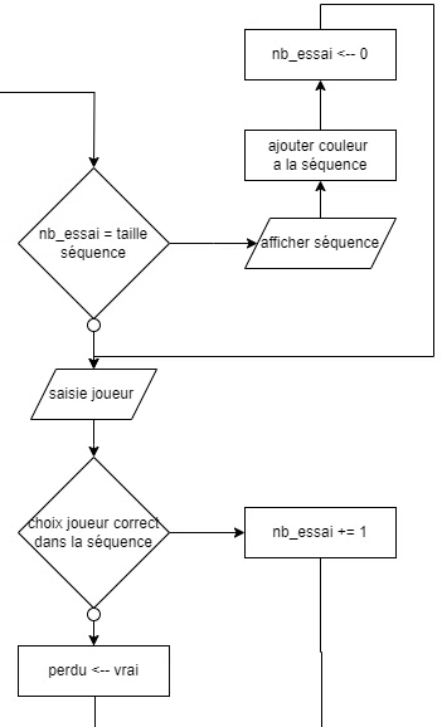 nb_essai <-- 0
ajouter couleur
a la séquence
nb_essai = taille
séquence
afficher séquence
saisie joueur
choix joueur correct
dans la séquence
nb_essai += 1
perdu <-- vrai